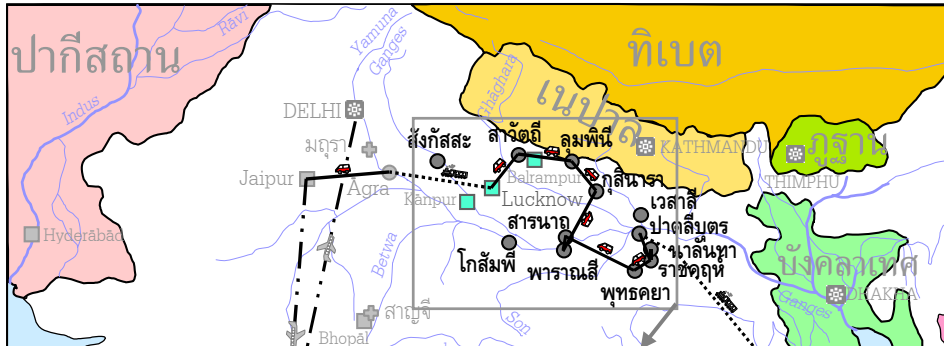 ปากีสถาน
Rāvi
Indus
Hyderābād
Yamuna
Ganges
Ghāghara
DELHI
มถุรา
Jaipur
Agra
สังกัสสะ
Kānpur
Betwa
สาญจี
Bhopāl
ทิเบต
เนปาล
KATHMANDU
ภูฐาน
THIMPHU
สาวัตถี
ลุมพินี
Balrampur
Lucknow
กุสินารา
เวสาลี
ปาตลีบุตร
สารนาถ
นาลันทา
ราชคฤห์
โกสัมพี
พาราณสี
พุทธคยา
Son
บังคลาเทศ
Ganges
DKAKHA